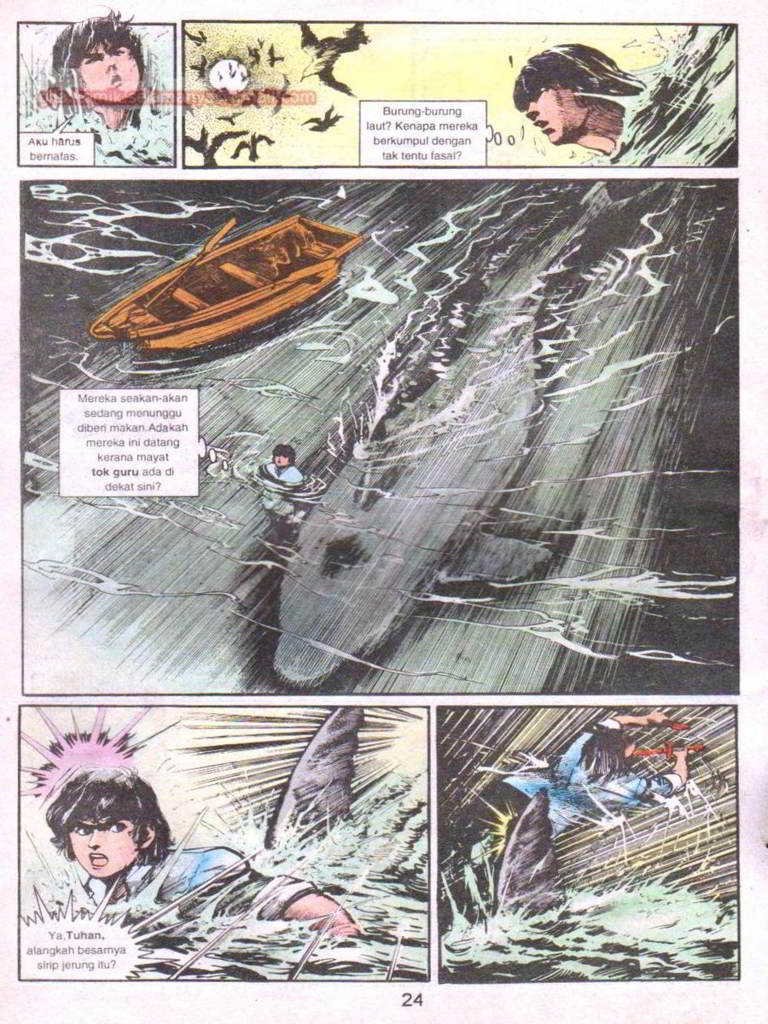 Aku harus
bernafas.
Burung-burung
laut? Kenapa mereka
berkumpul dengan
tak tentu fasal?
Mereka seakan-akan
sedang menunggu
diberi makan.Adakah
mereka ini datang
kerana mayat
tok guru ada di
dekat sini?
Ya,Tuhan,
alangkah besarnya
sirip jerung itu?
24